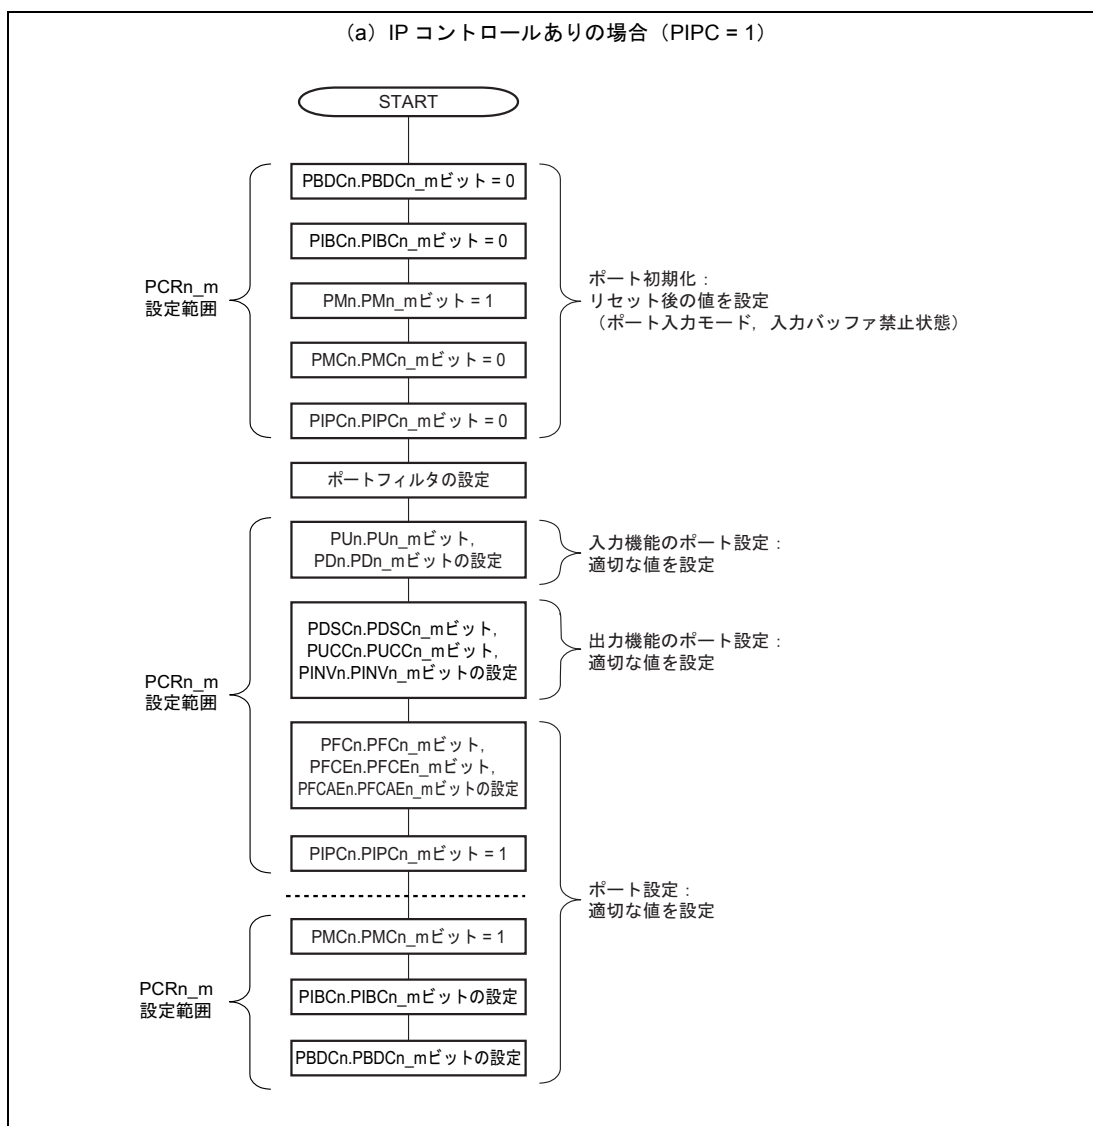 (a) IP コントロールありの場合(PIPC = 1)
START
PBDCn.PBDCn_mビット = 0
PIBCn.PIBCn_mビット = 0
PCRn_m
設定範囲
PMn.PMn_mビット = 1
ポート初期化:
リセット後の値を設定
(ポート入力モード,入力バッファ禁止状態)
PMCn.PMCn_mビット = 0
PIPCn.PIPCn_mビット = 0
ポートフィルタの設定
PUn.PUn_mビット,
PDn.PDn_mビットの設定
入力機能のポート設定:
適切な値を設定
PDSCn.PDSCn_mビット,
PUCCn.PUCCn_mビット,
PINVn.PINVn_mビットの設定
出力機能のポート設定:
適切な値を設定
PCRn_m
設定範囲
PFCn.PFCn_mビット,
PFCEn.PFCEn_mビット,
PFCAEn.PFCAEn_mビットの設定
PIPCn.PIPCn_mビット = 1
ポート設定:
適切な値を設定
PMCn.PMCn_mビット = 1
PCRn_m
設定範囲
PIBCn.PIBCn_mビットの設定
PBDCn.PBDCn_mビットの設定